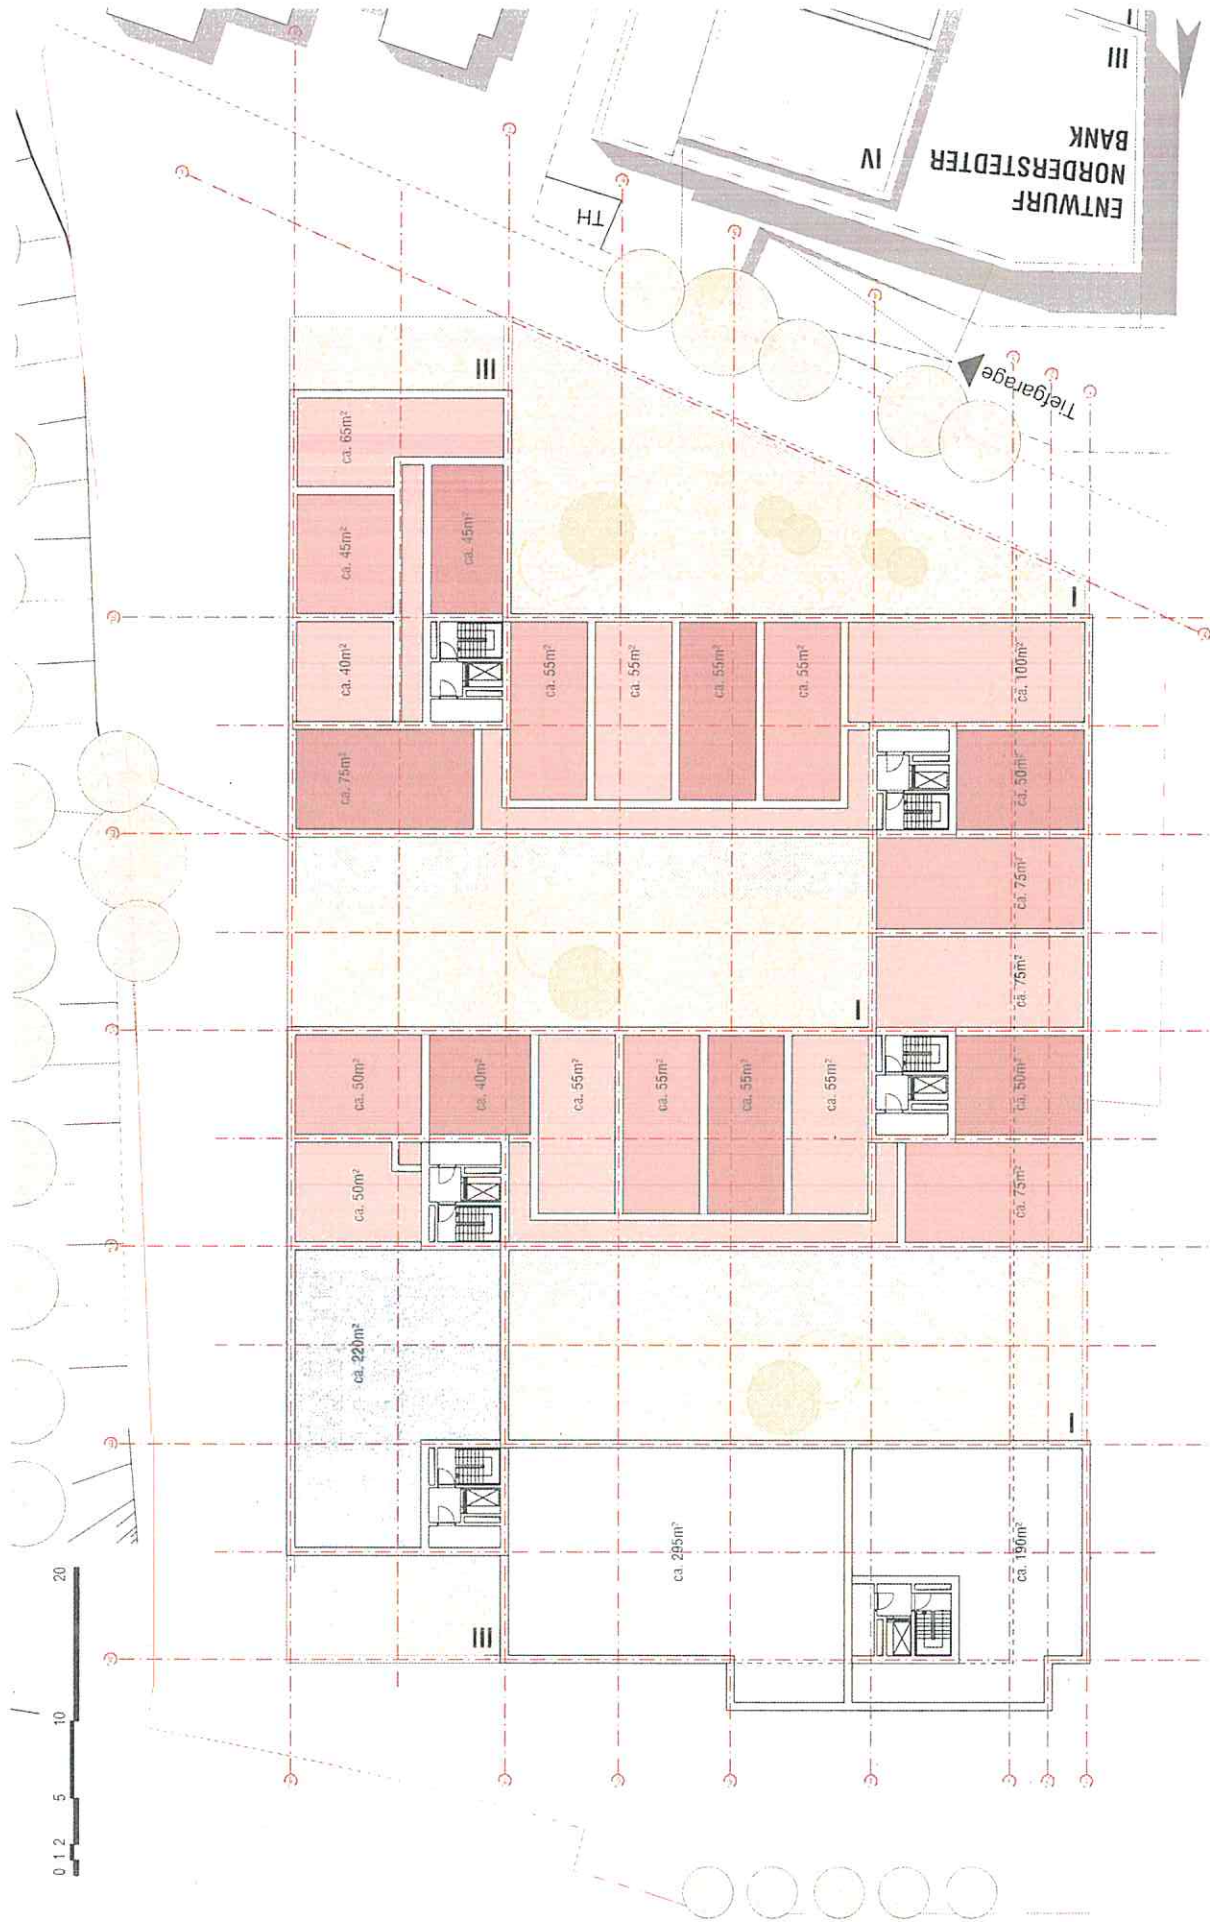 III
IV
ENTWURF
NORDERSTEDTER
BANK
TH
Tiefgarage
III
ca. 65m²
ca. 45m²
ca. 45m²
I
ca. 40m²
ca. 55m²
ca. 55m²
ca. 55m²
ca. 55m²
ca. 100m²
ca. 75m²
ca. 50m²
ca. 75m²
ca. 75m²
I
ca. 50m²
ca. 40m²
ca. 55m²
ca. 55m²
ca. 55m²
ca. 55m²
ca. 50m²
ca. 50m²
ca. 75m²
ca. 220m²
I
ca. 295m²
ca. 190m²
III
0 1 2 5 10 20